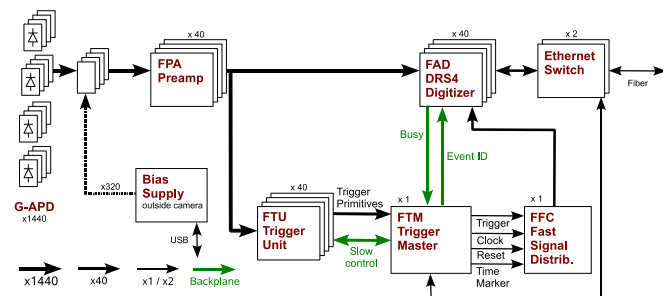 x 40
FPA
Preamp
x 40
FAD
DRS4
Digitizer
x 2
Ethernet
Switch
Fiber
Busy
Event ID
x320
Bias
Supply
outside camera
G-APD
x1440
USB
x 40
FTU
Trigger
Unit
Trigger
Primitives
Slow
control
x 1
FTM
Trigger
Master
Trigger
Clock
Reset
Time
Marker
x 1
FFC
Fast
Signal
Distrib.
x1440
x40
x1 / x2
Backplane